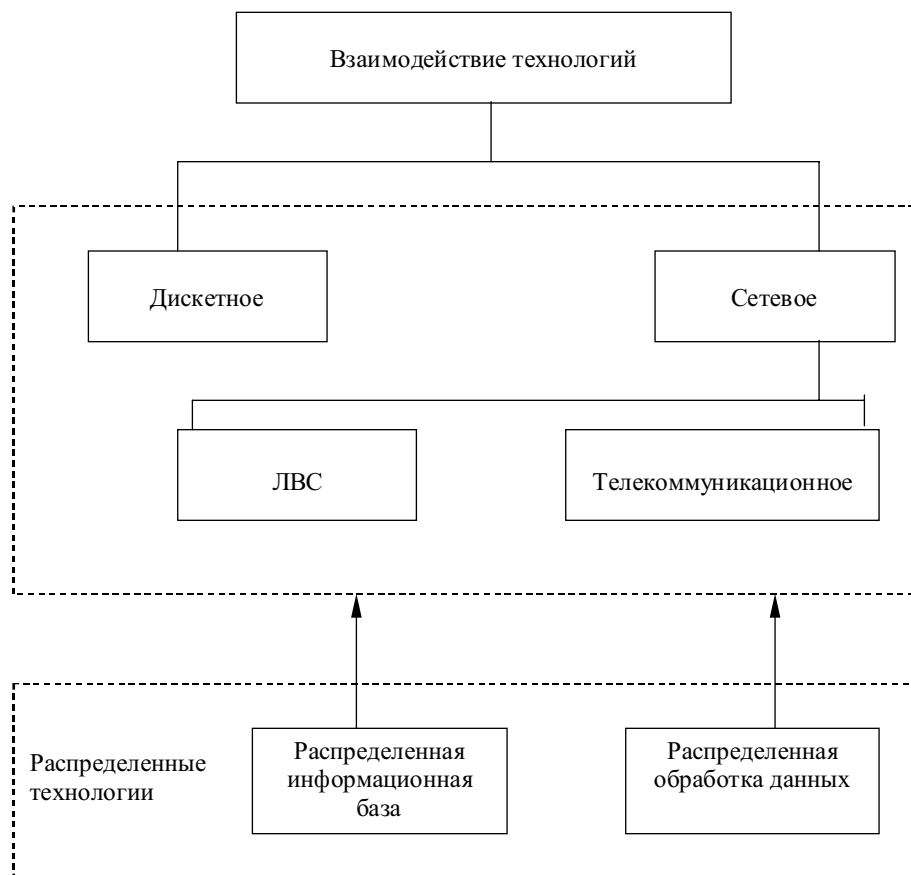 Взаимодействие технологий
Дискетное
Сетевое
ЛВС
Телекоммуникационное
Распределенные
технологии
Распределенная
информационная
база
Распределенная
обработка данных